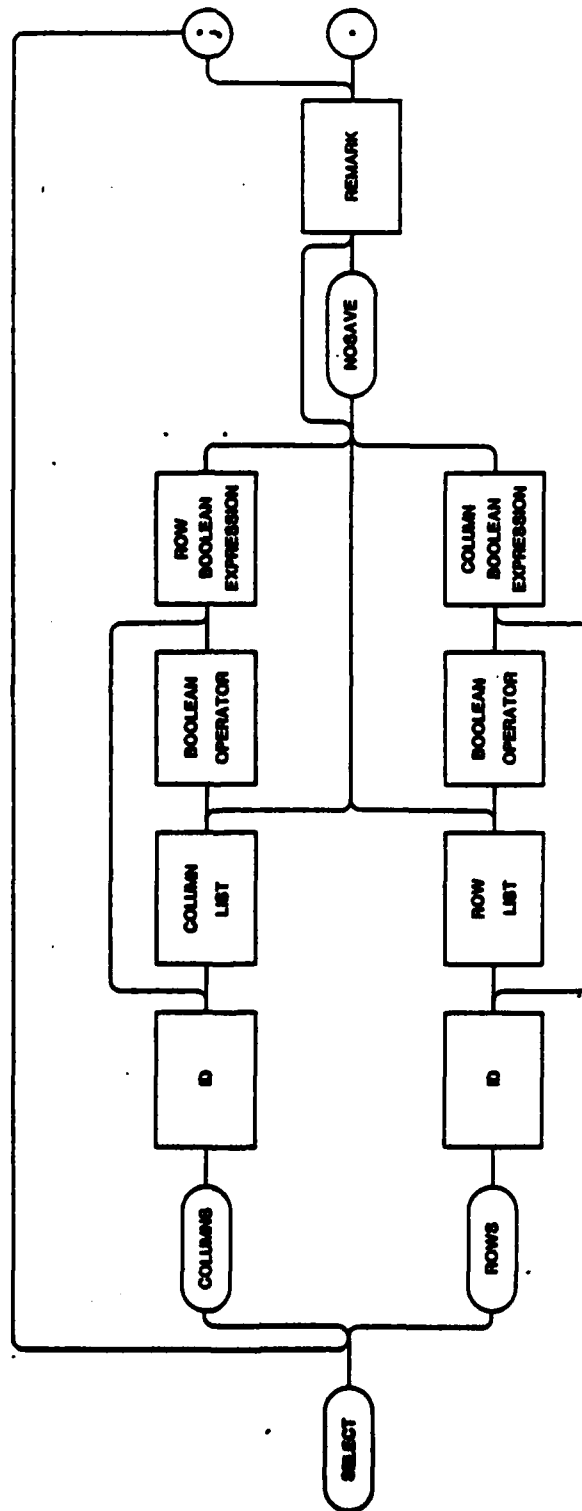 SELECT
COLUMNS
ID
COLUMN
LIST
BOOLEAN
OPERATOR
ROW
BOOLEAN
EXPRESSION
;
ROWS
ID
ROW
LIST
BOOLEAN
OPERATOR
COLUMN
BOOLEAN
EXPRESSION
NOSAVE
REMARK
.